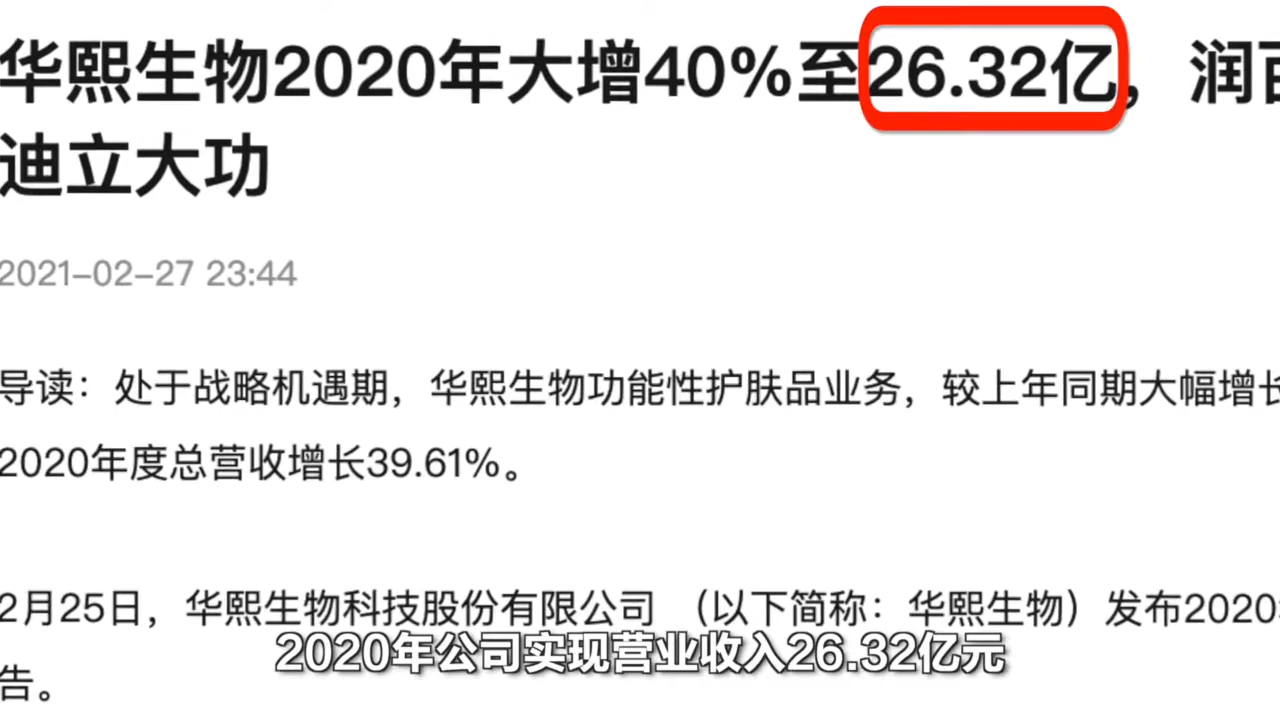 华熙生物2020年大增40%至26.32亿，润百
迪立大功
2021-02-27 23:44
导读：处于战略机遇期，华熙生物功能性护肤品业务，较上年同期大幅增长
2020年度总营收增长39.61%。
2月25日，华熙生物科技股份有限公司（以下简称：华熙生物）发布2020
告。
2020年公司实现营业收入26.32亿元